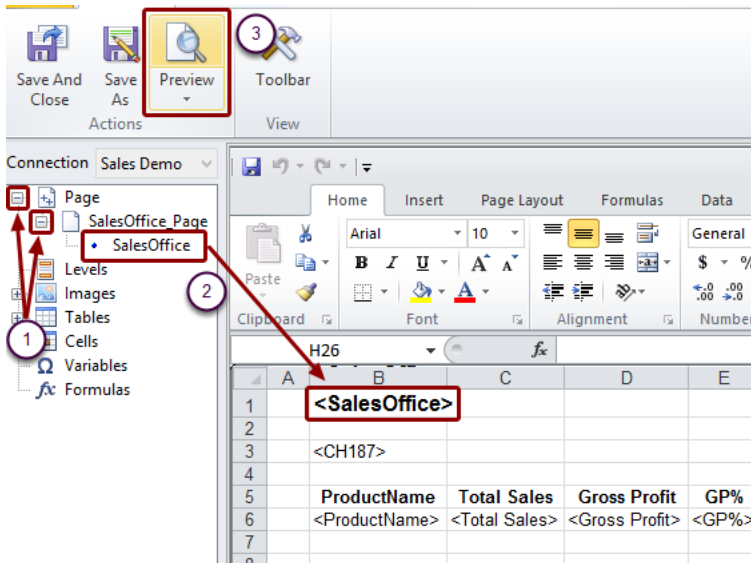 Save And
Close
Save
As
Preview
3
Toolbar
Actions
View
Connection Sales Demo
Page
SalesOffice_Page
SalesOffice
Levels
Images
Tables
Cells
Variables
fx Formulas
1
2
Home Insert Page Layout Formulas Data
Paste
Arial 10
General
B I U A A
$ %
Clipboard Font Alignment Number
H26 fx
A B C D E
1 <SalesOffice>
2
3 <CH187>
4
5 ProductName Total Sales Gross Profit GP%
6 <ProductName> <Total Sales> <Gross Profit> <GP%>
7